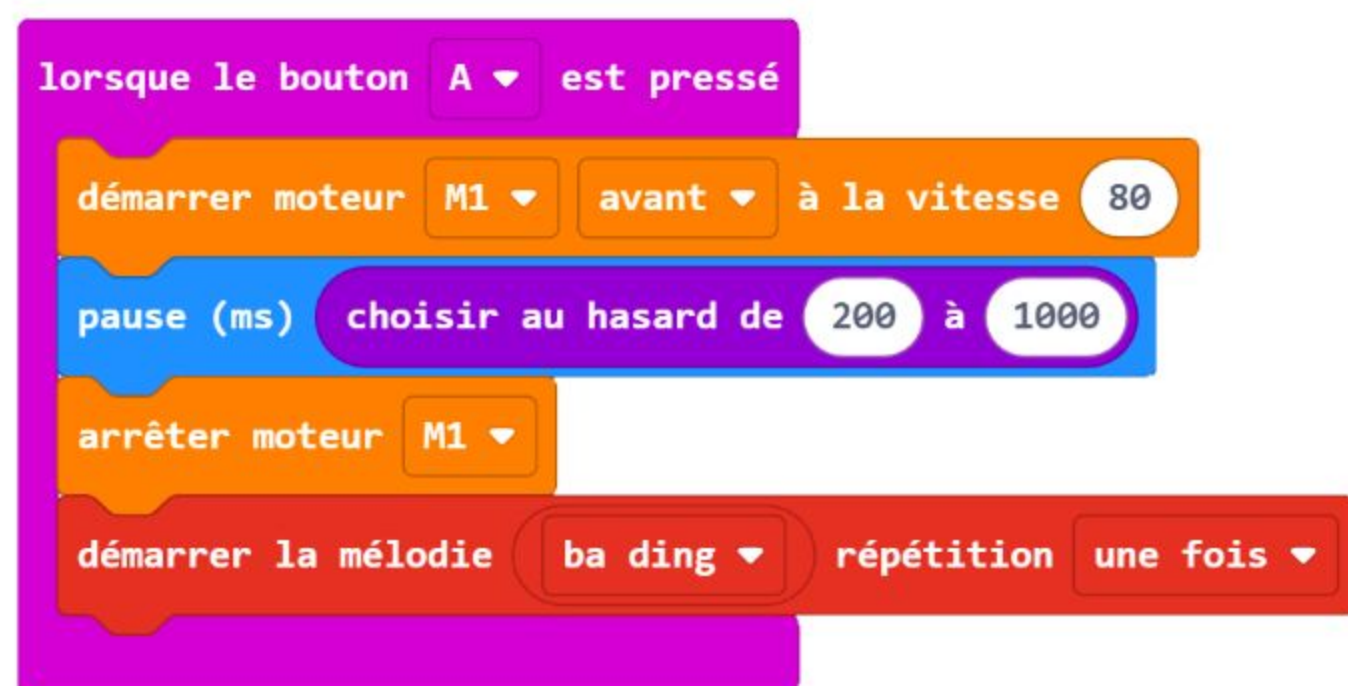 lorsque le bouton A est pressé
démarrer moteur M1 avant à la vitesse 80
pause (ms) choisir au hasard de 200 à 1000
arrêter moteur M1
démarrer la mélodie ba ding répétition une fois